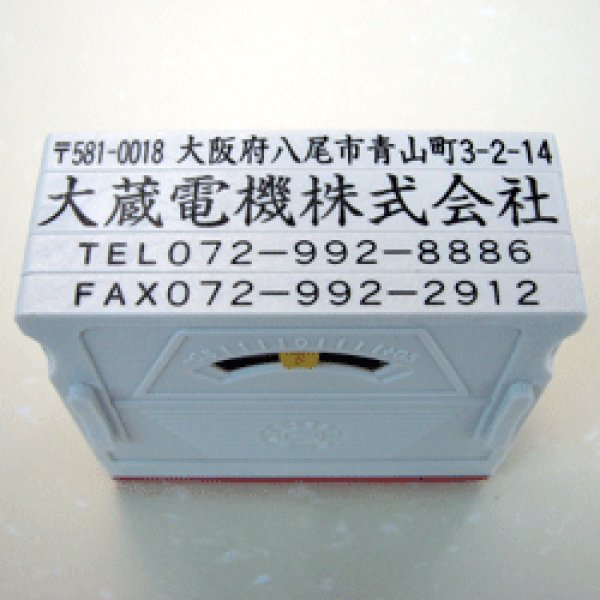 〒581-0018 大阪府八尾市青山町3-2-14
大蔵電機株式会社
TEL072-992-8886
FAX072-992-2912